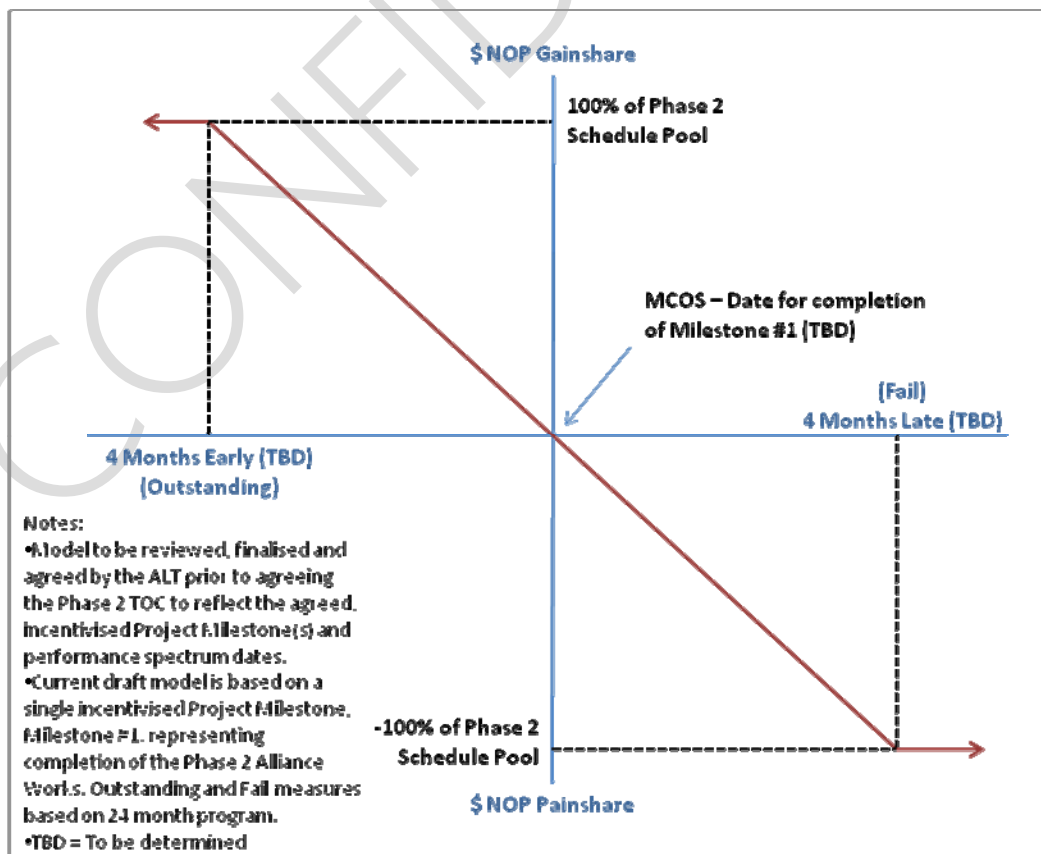 CONFID
$ NOP Gainshare
100% of Phase 2
Schedule Pool
MCOS – Date for completion
of Milestone #1 (TBD)
(Fail)
4 Months Late (TBD)
4 Months Early (TBD)
(Outstanding)
Notes:
•Model to be reviewed, finalised and
agreed by the ALT prior to agreeing
the Phase 2 TOC to reflect the agreed,
incentivised Project Milestone(s) and
performance spectrum dates.
•Current draft model is based on a
single incentivised Project Milestone,
Milestone #1, representing
completion of the Phase 2 Alliance
Works. Outstanding and Fail measures
based on 24 month program.
•TBD = To be determined
-100% of Phase 2
Schedule Pool
$ NOP Painshare